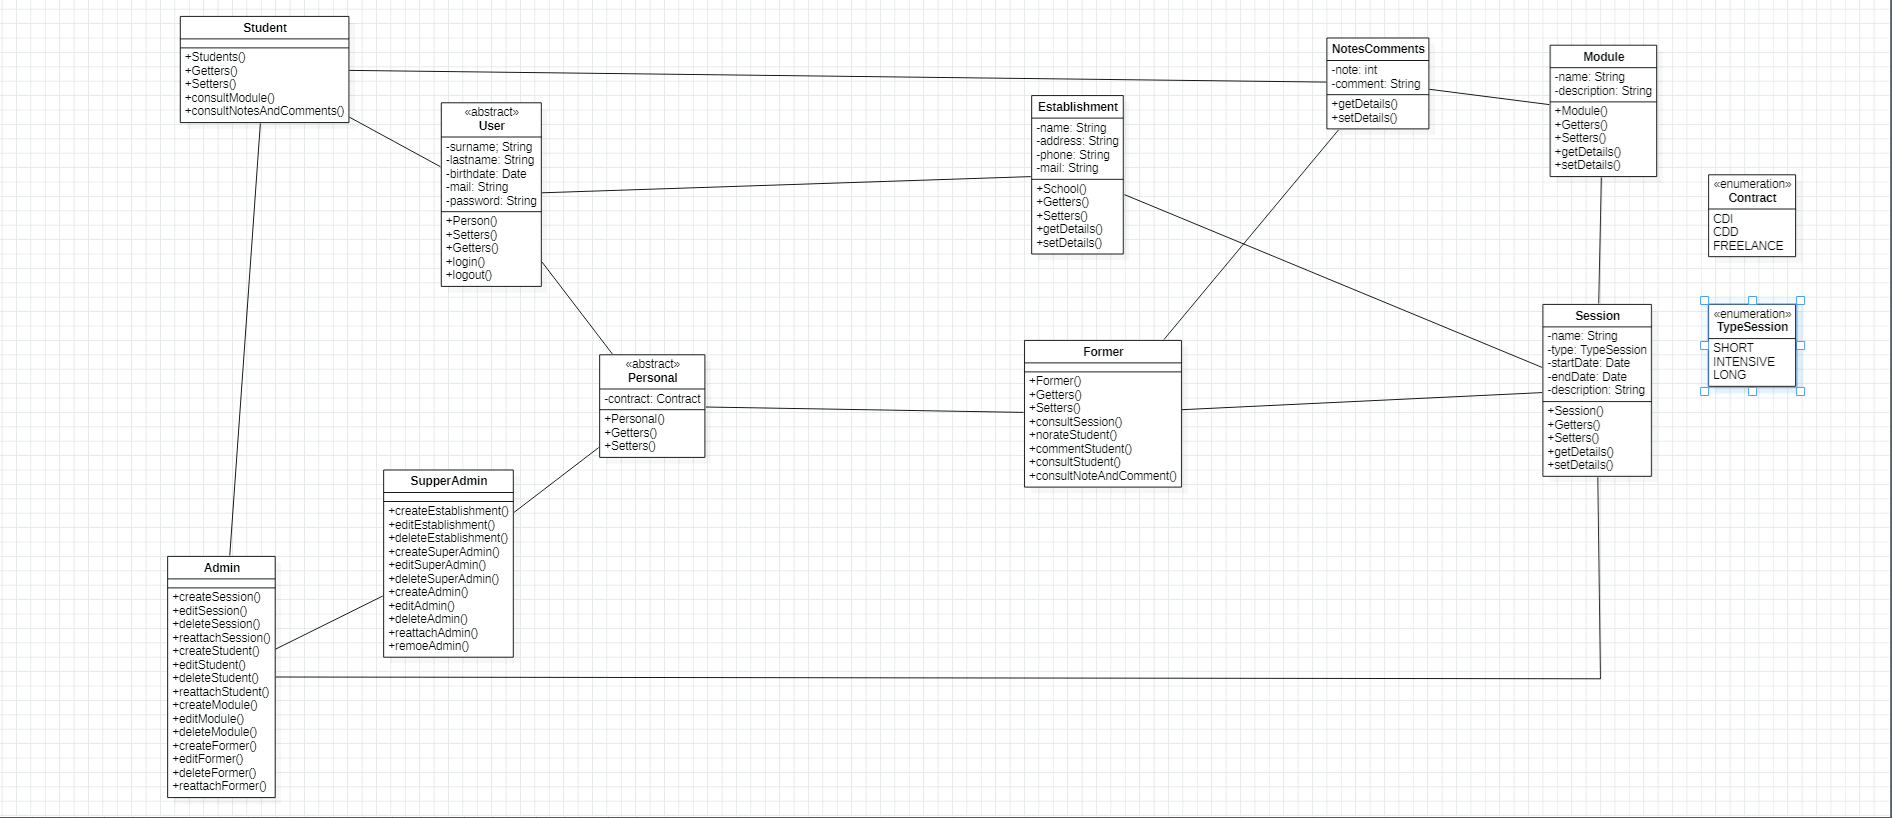 Student
+Students()
+Getters()
+Setters()
+consultModule()
+consultNotesAndComments()
«abstract»
User
-surname; String
-lastname: String
-birthdate: Date
-mail: String
-password: String
+Person()
+Setters()
+Getters()
+login()
+logout()
Establishment
-name: String
-address: String
-phone: String
-mail: String
+School()
+Getters()
+Setters()
+getDetails()
+setDetails()
NotesComments
-note: int
-comment: String
+getDetails()
+setDetails()
Module
-name: String
-description: String
+Module()
+Getters()
+Setters()
+getDetails()
+setDetails()
«enumeration»
Contract
CDI
CDD
FREELANCE
«enumeration»
TypeSession
SHORT
INTENSIVE
LONG
Session
-name: String
-type: TypeSession
-startDate: Date
-endDate: Date
-description: String
+Session()
+Getters()
+Setters()
+getDetails()
+setDetails()
Former
+Former()
+Getters()
+Setters()
+consultSession()
+norateStudent()
+commentStudent()
+consultStudent()
+consultNoteAndComment()
«abstract»
Personal
-contract: Contract
+Personal()
+Getters()
+Setters()
SupperAdmin
+createEstablishment()
+editEstablishment()
+deleteEstablishment()
+createSuperAdmin()
+editSuperAdmin()
+deleteSuperAdmin()
+createAdmin()
+editAdmin()
+deleteAdmin()
+reattachAdmin()
+remoeAdmin()
Admin
+createSession()
+editSession()
+deleteSession()
+reattachSession()
+createStudent()
+editStudent()
+deleteStudent()
+reattachStudent()
+createModule()
+editModule()
+deleteModule()
+createFormer()
+editFormer()
+deleteFormer()
+reattachFormer()